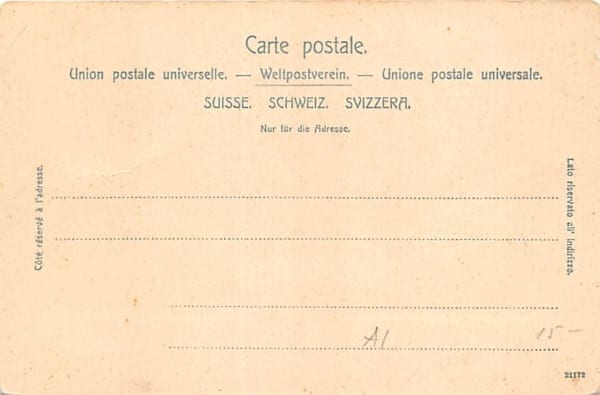 Carte postale.
Union postale universelle. — Weltpostverein. — Unione postale universale.
SUISSE. SCHWEIZ. SVIZZERA.
Nur für die Adresse.
Côté réservé à l'adresse.
Lato riservato all' indirizzo.
A1
15 –
21172